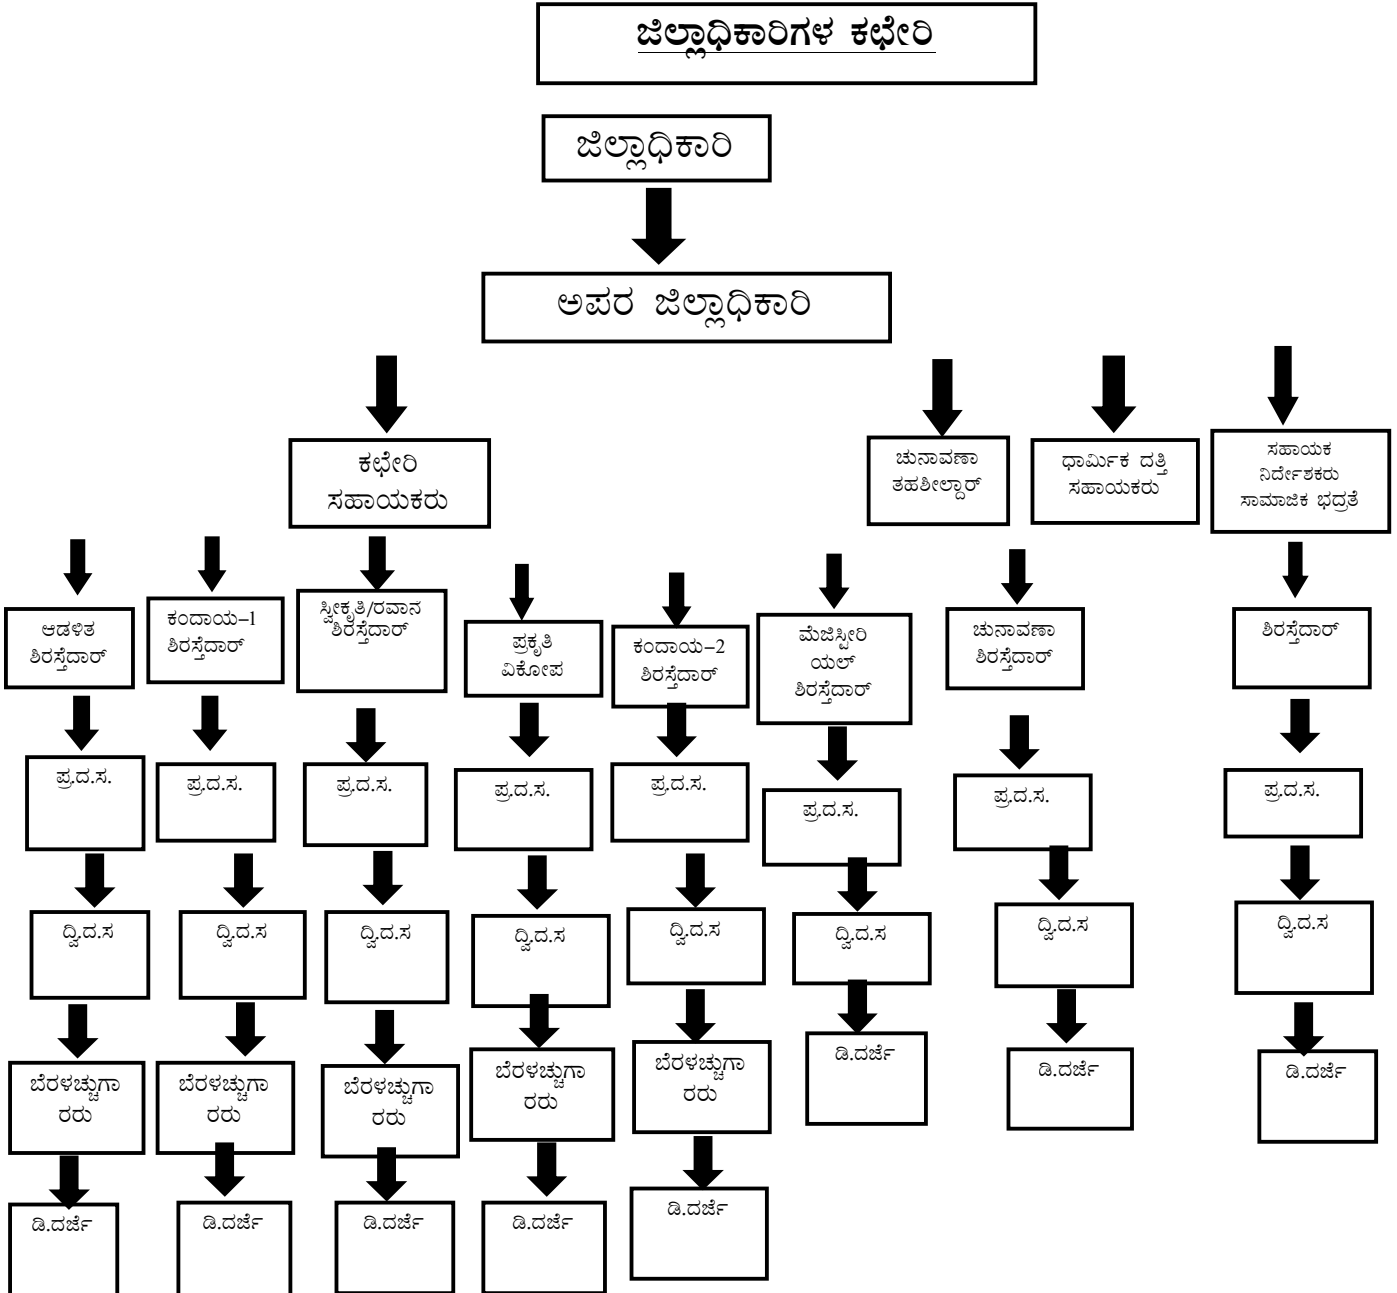 ಜಿಲ್ಲಾಧಿಕಾರಿಗಳ ಕಛೇರಿ
ಜಿಲ್ಲಾಧಿಕಾರಿ
ಅಪರ ಜಿಲ್ಲಾಧಿಕಾರಿ
ಕಛೇರಿ
ಸಹಾಯಕರು
ಚುನಾವಣಾ
ತಹಶೀಲ್ದಾರ್
ಧಾರ್ಮಿಕ ದತ್ತಿ
ಸಹಾಯಕರು
ಸಹಾಯಕ
ನಿರ್ದೇಶಕರು
ಸಾಮಾಜಿಕ ಭದ್ರತೆ
ಆಡಳಿತ
ಶಿರಸ್ತೆದಾರ್
ಕಂದಾಯ–1
ಶಿರಸ್ತೆದಾರ್
ಸ್ವೀಕೃತಿ/ರವಾನ
ಶಿರಸ್ತೆದಾರ್
ಪ್ರಕೃತಿ
ವಿಕೋಪ
ಕಂದಾಯ–2
ಶಿರಸ್ತೆದಾರ್
ಮೆಜಿಸ್ಟೀರಿ
ಯಲ್
ಶಿರಸ್ತೆದಾರ್
ಚುನಾವಣಾ
ಶಿರಸ್ತೆದಾರ್
ಶಿರಸ್ತೆದಾರ್
ಪ್ರ.ದ.ಸ.
ಪ್ರ.ದ.ಸ.
ಪ್ರ.ದ.ಸ.
ಪ್ರ.ದ.ಸ.
ಪ್ರ.ದ.ಸ.
ಪ್ರ.ದ.ಸ.
ಪ್ರ.ದ.ಸ.
ಪ್ರ.ದ.ಸ.
ದ್ವಿ.ದ.ಸ
ದ್ವಿ.ದ.ಸ
ದ್ವಿ.ದ.ಸ
ದ್ವಿ.ದ.ಸ
ದ್ವಿ.ದ.ಸ
ದ್ವಿ.ದ.ಸ
ದ್ವಿ.ದ.ಸ
ದ್ವಿ.ದ.ಸ
ಬೆರಳಚ್ಚುಗಾ
ರರು
ಬೆರಳಚ್ಚುಗಾ
ರರು
ಬೆರಳಚ್ಚುಗಾ
ರರು
ಬೆರಳಚ್ಚುಗಾ
ರರು
ಬೆರಳಚ್ಚುಗಾ
ರರು
ಡಿ.ದರ್ಜೆ
ಡಿ.ದರ್ಜೆ
ಡಿ.ದರ್ಜೆ
ಡಿ.ದರ್ಜೆ
ಡಿ.ದರ್ಜೆ
ಡಿ.ದರ್ಜೆ
ಡಿ.ದರ್ಜೆ
ಡಿ.ದರ್ಜೆ